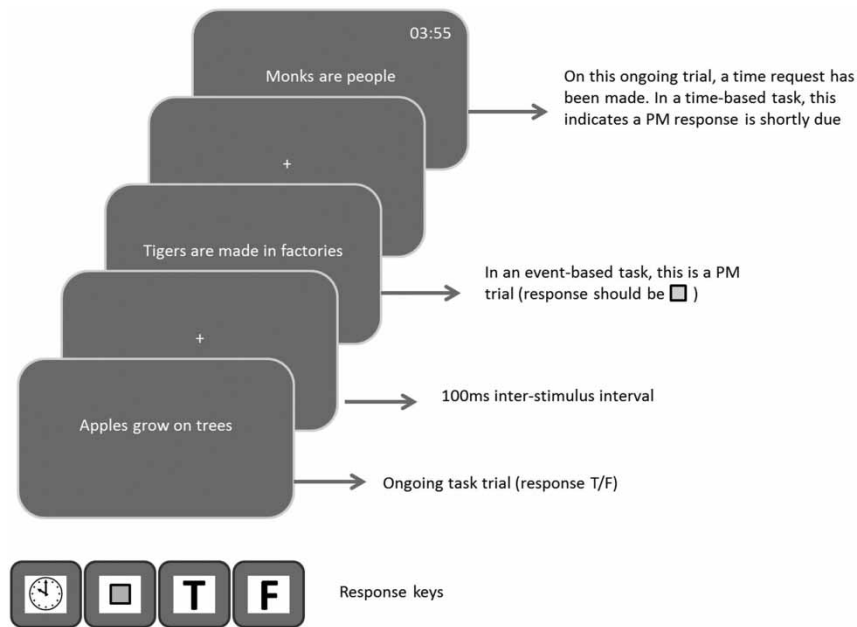 03:55
Monks are people
On this ongoing trial, a time request has
been made. In a time-based task, this
indicates a PM response is shortly due
+
Tigers are made in factories
In an event-based task, this is a PM
trial (response should be )
+
100ms inter-stimulus interval
Apples grow on trees
Ongoing task trial (response T/F)
T F
Response keys